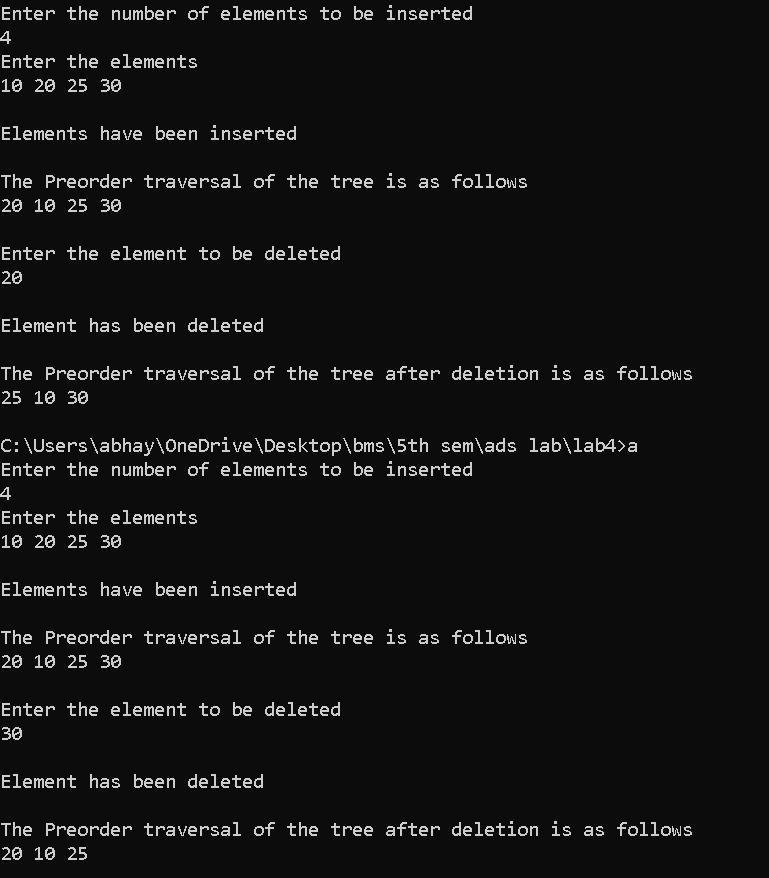 Enter the number of elements to be inserted
4
Enter the elements
10 20 25 30
Elements have been inserted
The Preorder traversal of the tree is as follows
20 10 25 30
Enter the element to be deleted
20
Element has been deleted
The Preorder traversal of the tree after deletion is as follows
25 10 30
C:\Users\abhay\OneDrive\Desktop\bms\5th sem\ads lab\lab4>a
Enter the number of elements to be inserted
4
Enter the elements
10 20 25 30
Elements have been inserted
The Preorder traversal of the tree is as follows
20 10 25 30
Enter the element to be deleted
30
Element has been deleted
The Preorder traversal of the tree after deletion is as follows
20 10 25